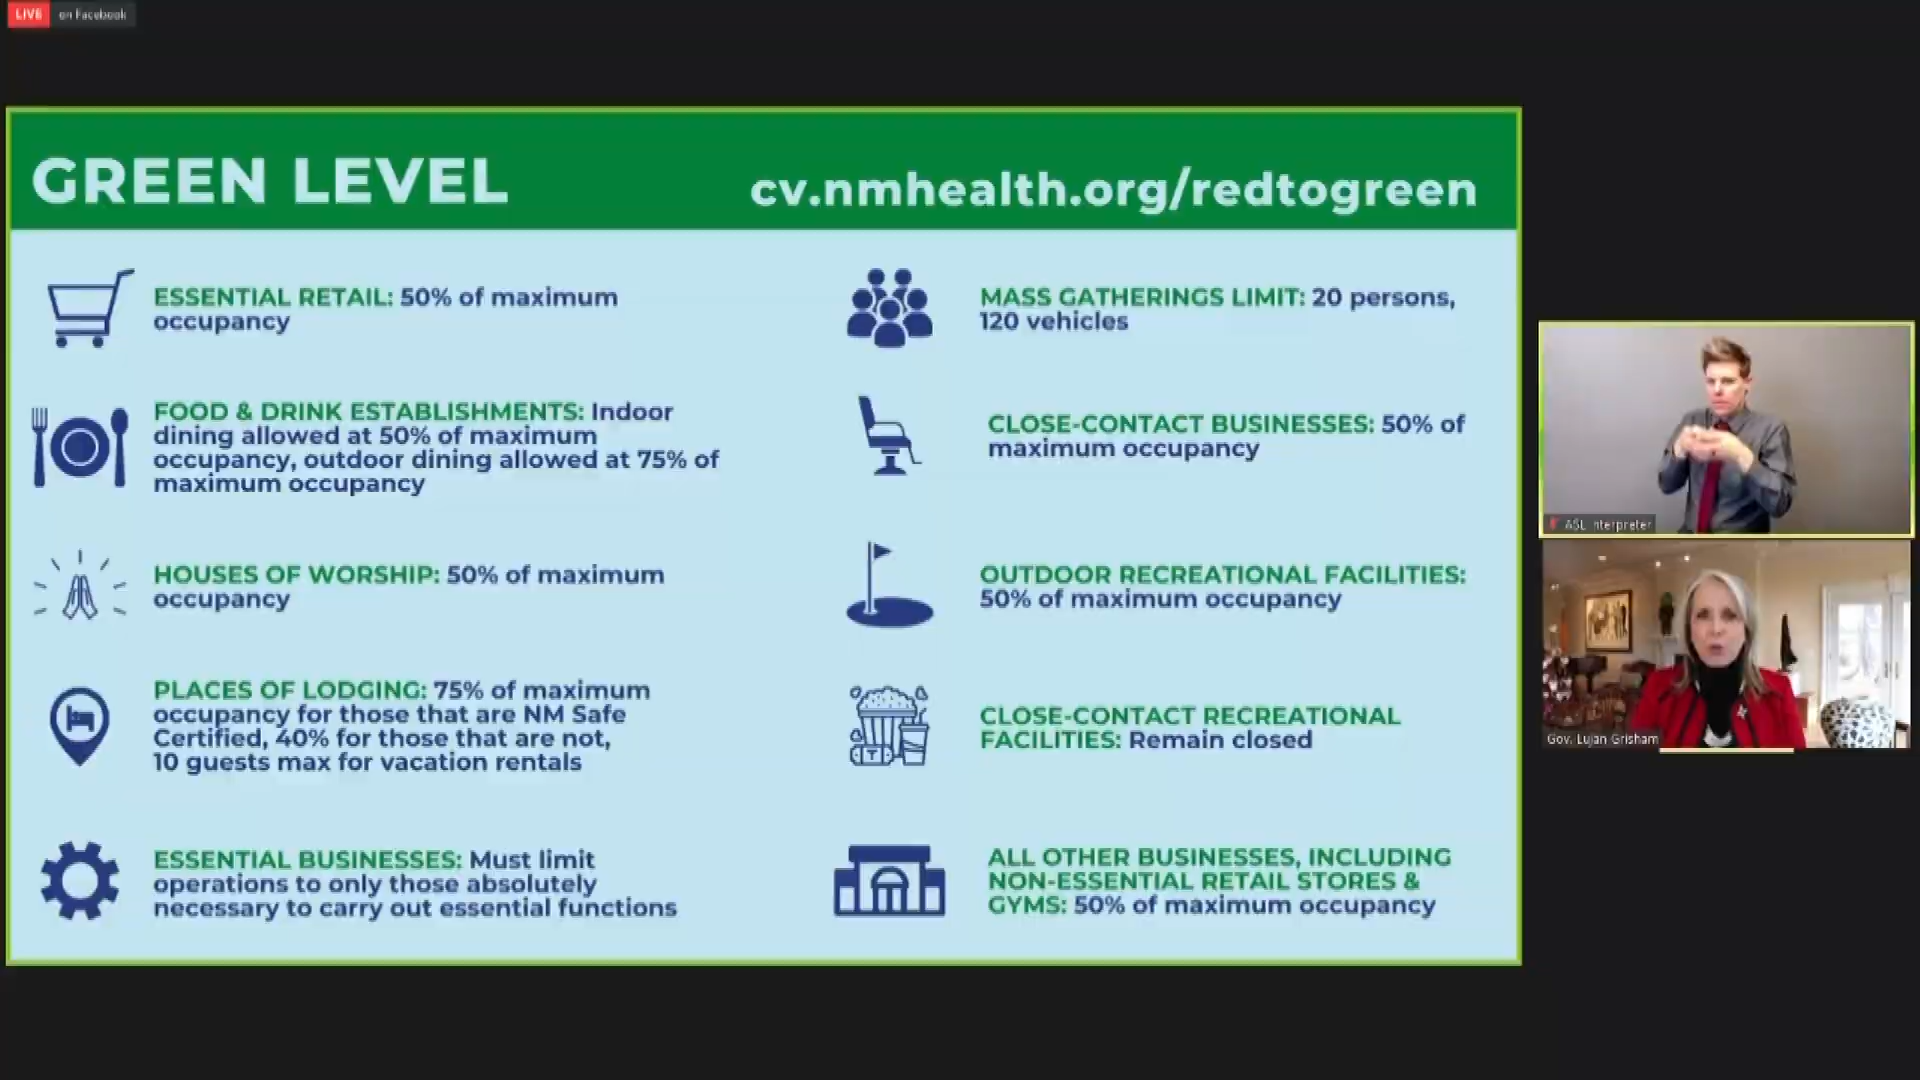 LIVE on Facebook
GREEN LEVEL
cv.nmhealth.org/redtogreen
ESSENTIAL RETAIL: 50% of maximum
occupancy
FOOD & DRINK ESTABLISHMENTS: Indoor
dining allowed at 50% of maximum
occupancy, outdoor dining allowed at 75% of
maximum occupancy
HOUSES OF WORSHIP: 50% of maximum
occupancy
PLACES OF LODGING: 75% of maximum
occupancy for those that are NM Safe
Certified, 40% for those that are not,
10 guests max for vacation rentals
ESSENTIAL BUSINESSES: Must limit
operations to only those absolutely
necessary to carry out essential functions
MASS GATHERINGS LIMIT: 20 persons,
120 vehicles
CLOSE-CONTACT BUSINESSES: 50% of
maximum occupancy
OUTDOOR RECREATIONAL FACILITIES:
50% of maximum occupancy
CLOSE-CONTACT RECREATIONAL
FACILITIES: Remain closed
ALL OTHER BUSINESSES, INCLUDING
NON-ESSENTIAL RETAIL STORES &
GYMS: 50% of maximum occupancy
ASL Interpreter
Gov. Lujan Grisham